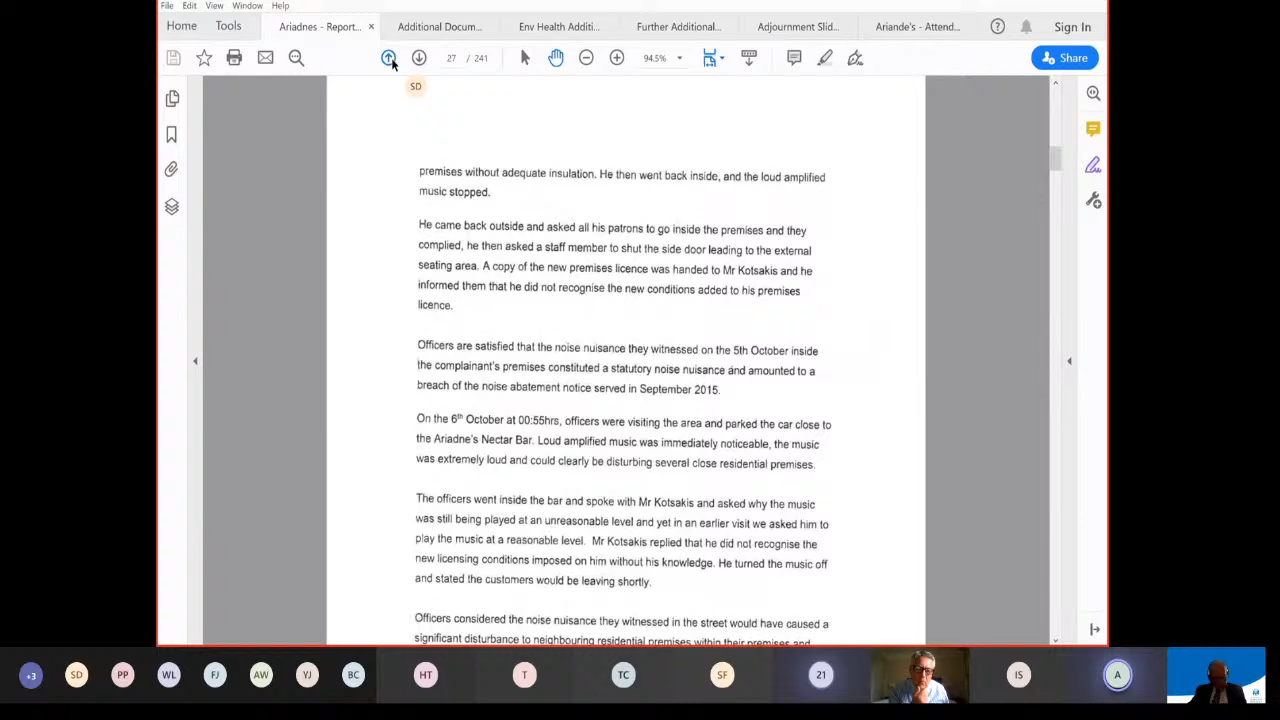 File Edit View Window Help
Home Tools Ariadnes - Report... × Additional Docum... Env Health Additi... Further Additional... Adjournment Slid... Ariande's - Attend... Sign In
27 / 241 94.5% Share
SD
premises without adequate insulation. He then went back inside, and the loud amplified
music stopped.
He came back outside and asked all his patrons to go inside the premises and they
complied, he then asked a staff member to shut the side door leading to the external
seating area. A copy of the new premises licence was handed to Mr Kotsakis and he
informed them that he did not recognise the new conditions added to his premises
licence.
Officers are satisfied that the noise nuisance they witnessed on the 5th October inside
the complainant's premises constituted a statutory noise nuisance and amounted to a
breach of the noise abatement notice served in September 2015.
On the 6th October at 00:55hrs, officers were visiting the area and parked the car close to
the Ariadne's Nectar Bar. Loud amplified music was immediately noticeable, the music
was extremely loud and could clearly be disturbing several close residential premises.
The officers went inside the bar and spoke with Mr Kotsakis and asked why the music
was still being played at an unreasonable level and yet in an earlier visit we asked him to
play the music at a reasonable level. Mr Kotsakis replied that he did not recognise the
new licensing conditions imposed on him without his knowledge. He turned the music off
and stated the customers would be leaving shortly.
Officers considered the noise nuisance they witnessed in the street would have caused a
significant disturbance to neighbouring residential premises within their premises and
+3 SD PP WL FJ AW YJ BC HT T TC SF 21 IS A